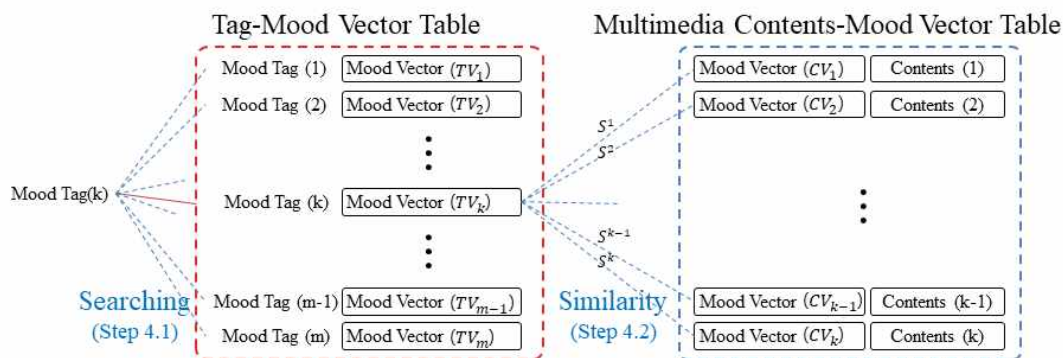 Tag-Mood Vector Table
Multimedia Contents-Mood Vector Table
Mood Tag (1) Mood Vector (TV₁)
Mood Tag (2) Mood Vector (TV₂)
Mood Tag(k)
Mood Tag (k) Mood Vector (TVₖ)
Mood Tag (m-1) Mood Vector (TVₘ₋₁)
Mood Tag (m) Mood Vector (TVₘ)
Searching
(Step 4.1)
S¹
S²
Sᵏ⁻¹
Sᵏ
Similarity
(Step 4.2)
Mood Vector (CV₁) Contents (1)
Mood Vector (CV₂) Contents (2)
Mood Vector (CVₖ₋₁) Contents (k-1)
Mood Vector (CVₖ) Contents (k)